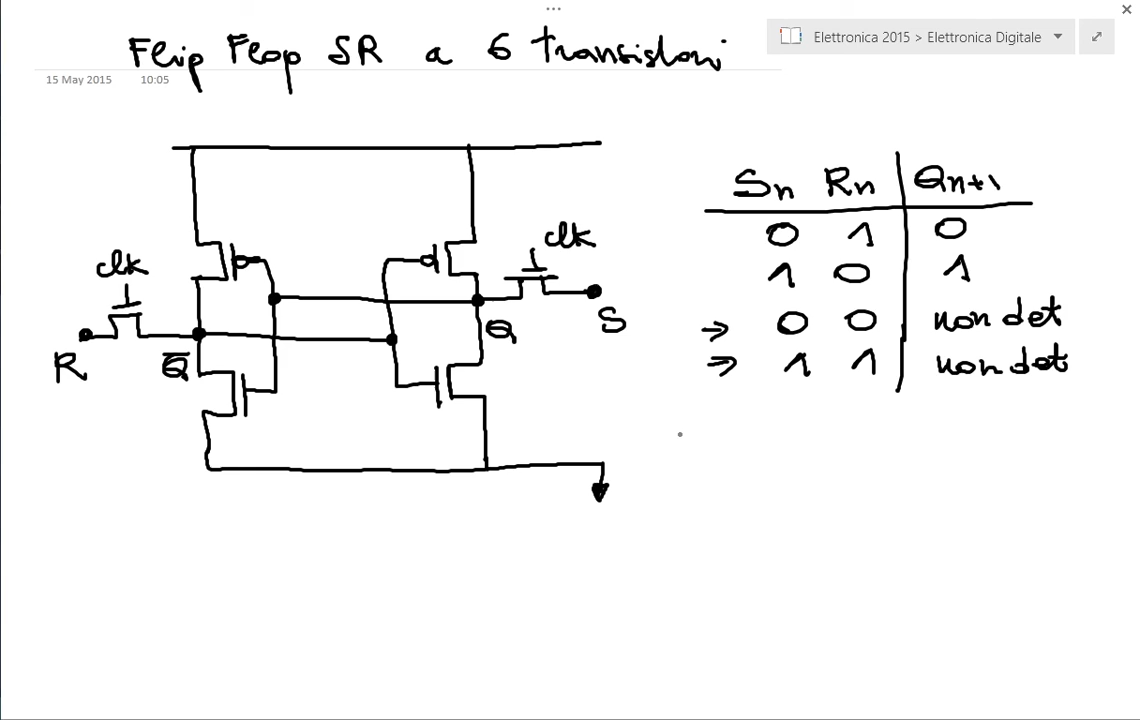 Flip Flop SR a 6 transistori
Elettronica 2015 > Elettronica Digitale
15 May 2015 10:05
clk
clk
R
Q̅
Q
S
Sn Rn Qn+1
0 1 0
1 0 1
→ 0 0 non det
→ 1 1 non det